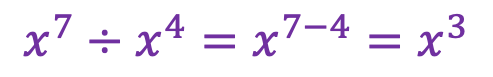 x⁷ ÷ x⁴ = x⁷⁻⁴ = x³